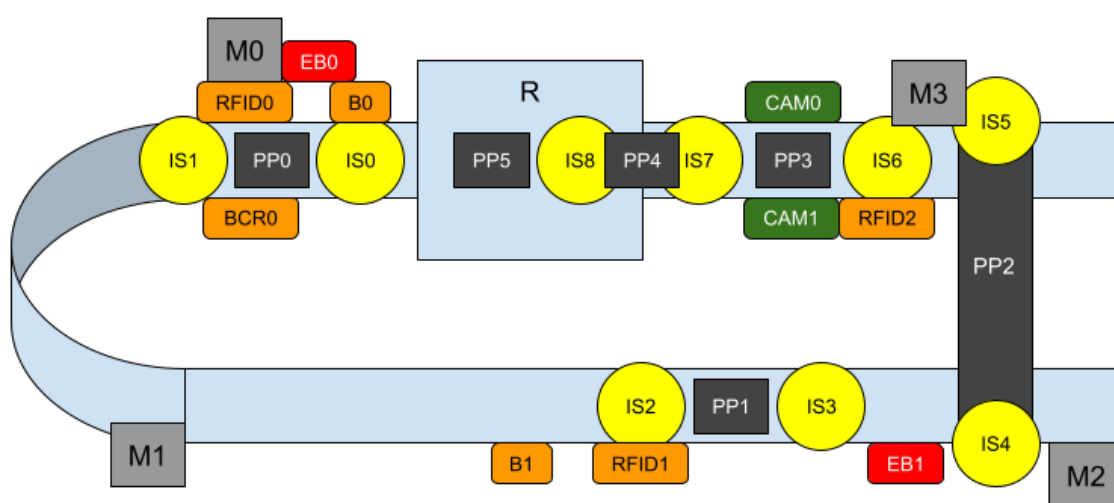 M0
EB0
RFID0
B0
R
CAM0
M3
IS5
IS1
PP0
IS0
PP5
IS8
PP4
IS7
PP3
IS6
BCR0
CAM1
RFID2
PP2
IS2
PP1
IS3
M1
B1
RFID1
EB1
IS4
M2